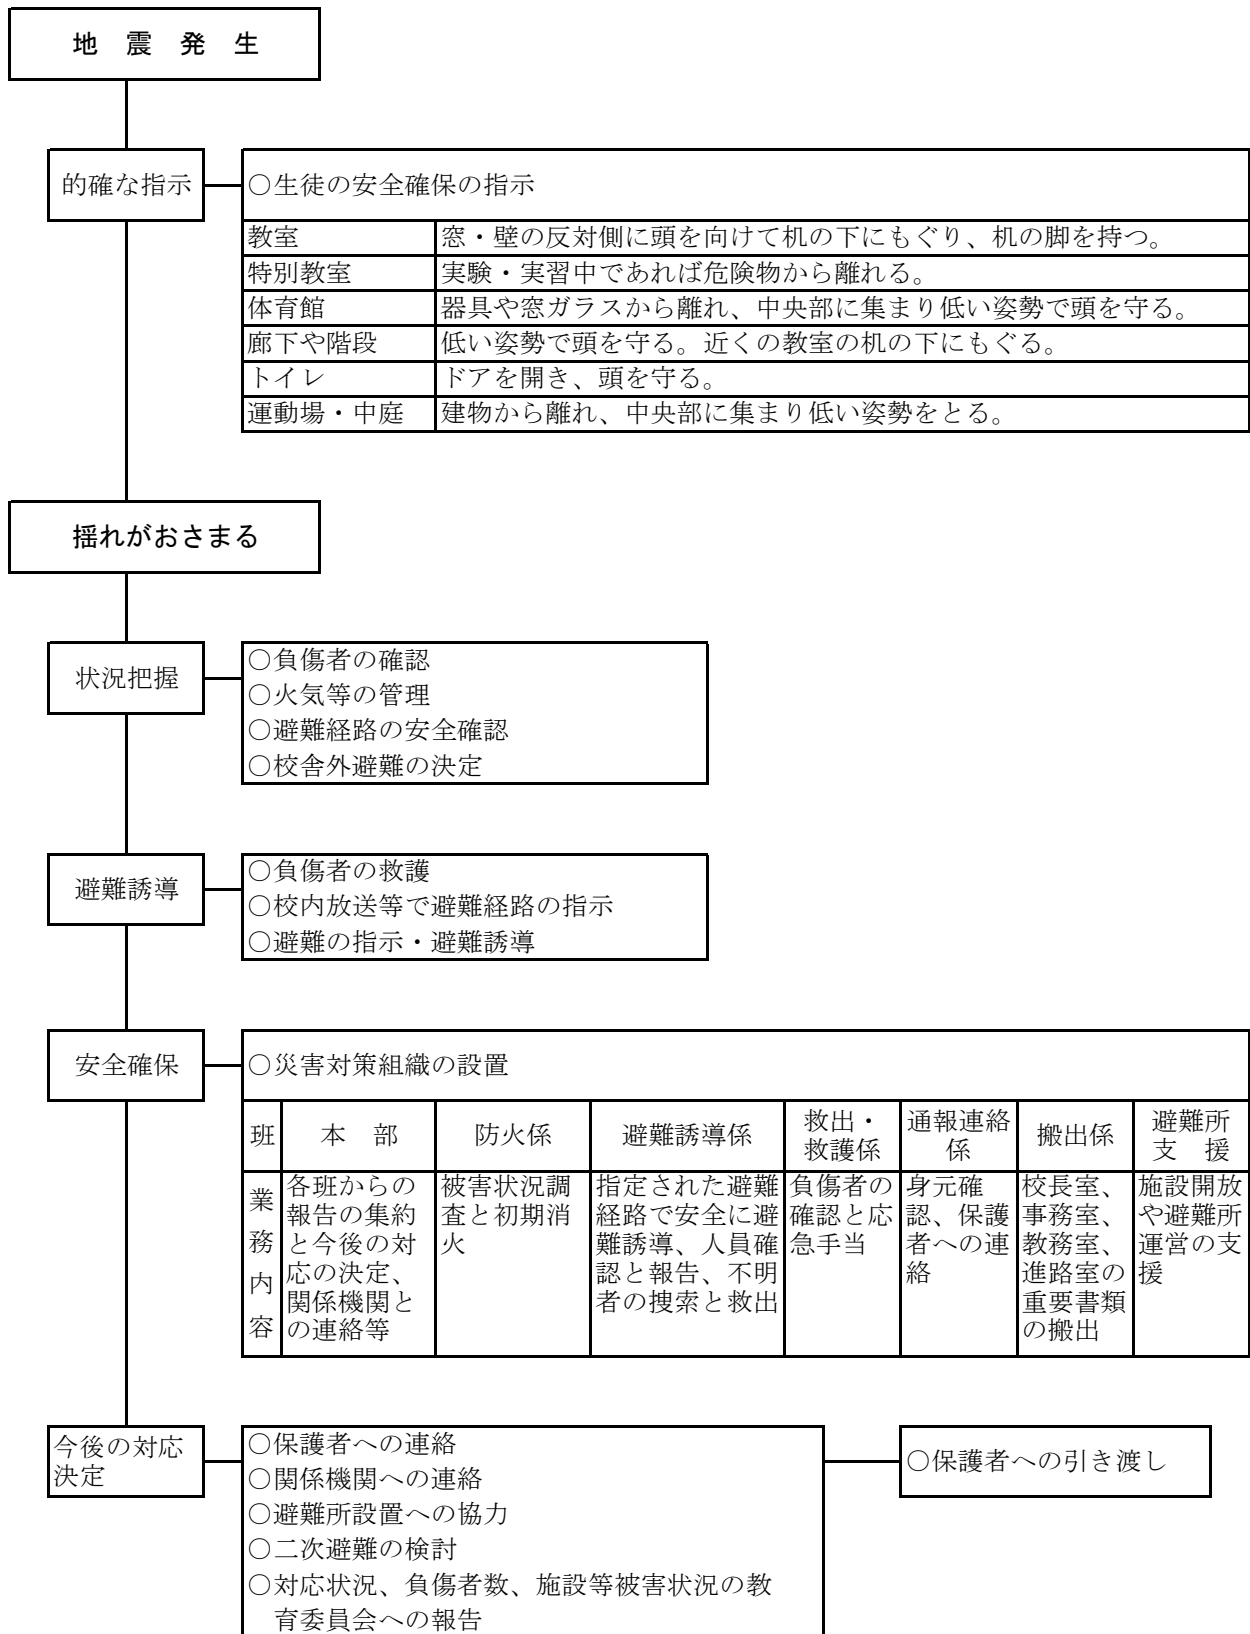 地　震　発　生
的確な指示
○生徒の安全確保の指示
教室　窓・壁の反対側に頭を向けて机の下にもぐり、机の脚を持つ。
特別教室　実験・実習中であれば危険物から離れる。
体育館　器具や窓ガラスから離れ、中央部に集まり低い姿勢で頭を守る。
廊下や階段　低い姿勢で頭を守る。近くの教室の机の下にもぐる。
トイレ　ドアを開き、頭を守る。
運動場・中庭　建物から離れ、中央部に集まり低い姿勢をとる。
揺れがおさまる
状況把握
○負傷者の確認
○火気等の管理
○避難経路の安全確認
○校舎外避難の決定
避難誘導
○負傷者の救護
○校内放送等で避難経路の指示
○避難の指示・避難誘導
安全確保
○災害対策組織の設置
班
本　部
防火係
避難誘導係
救出・
救護係
通報連絡
係
搬出係
避難所
支　援
業
務
内
容
各班からの
報告の集約
と今後の対
応の決定、
関係機関と
の連絡等
被害状況調
査と初期消
火
指定された避難
経路で安全に避
難誘導、人員確
認と報告、不明
者の捜索と救出
負傷者の
確認と応
急手当
身元確
認、保護
者への連
絡
校長室、
事務室、
教務室、
進路室の
重要書類
の搬出
施設開放
や避難所
運営の支
援
今後の対応
決定
○保護者への連絡
○関係機関への連絡
○避難所設置への協力
○二次避難の検討
○対応状況、負傷者数、施設等被害状況の教
育委員会への報告
○保護者への引き渡し